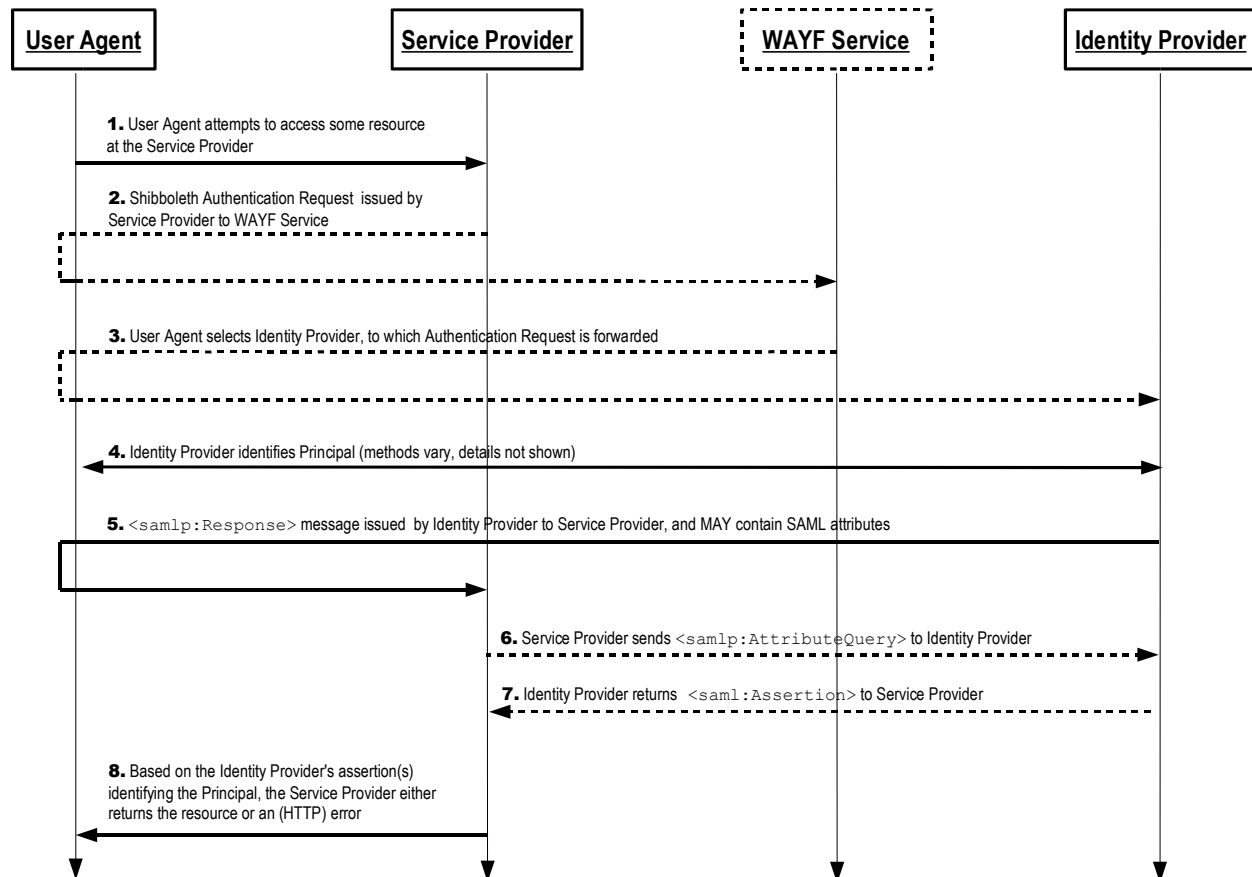 User Agent
Service Provider
WAYF Service
Identity Provider
1. User Agent attempts to access some resource
at the Service Provider
2. Shibboleth Authentication Request issued by
Service Provider to WAYF Service
3. User Agent selects Identity Provider, to which Authentication Request is forwarded
4. Identity Provider identifies Principal (methods vary, details not shown)
5. <samlp:Response> message issued by Identity Provider to Service Provider, and MAY contain SAML attributes
6. Service Provider sends <samlp:AttributeQuery> to Identity Provider
7. Identity Provider returns <saml:Assertion> to Service Provider
8. Based on the Identity Provider's assertion(s)
identifying the Principal, the Service Provider either
returns the resource or an (HTTP) error